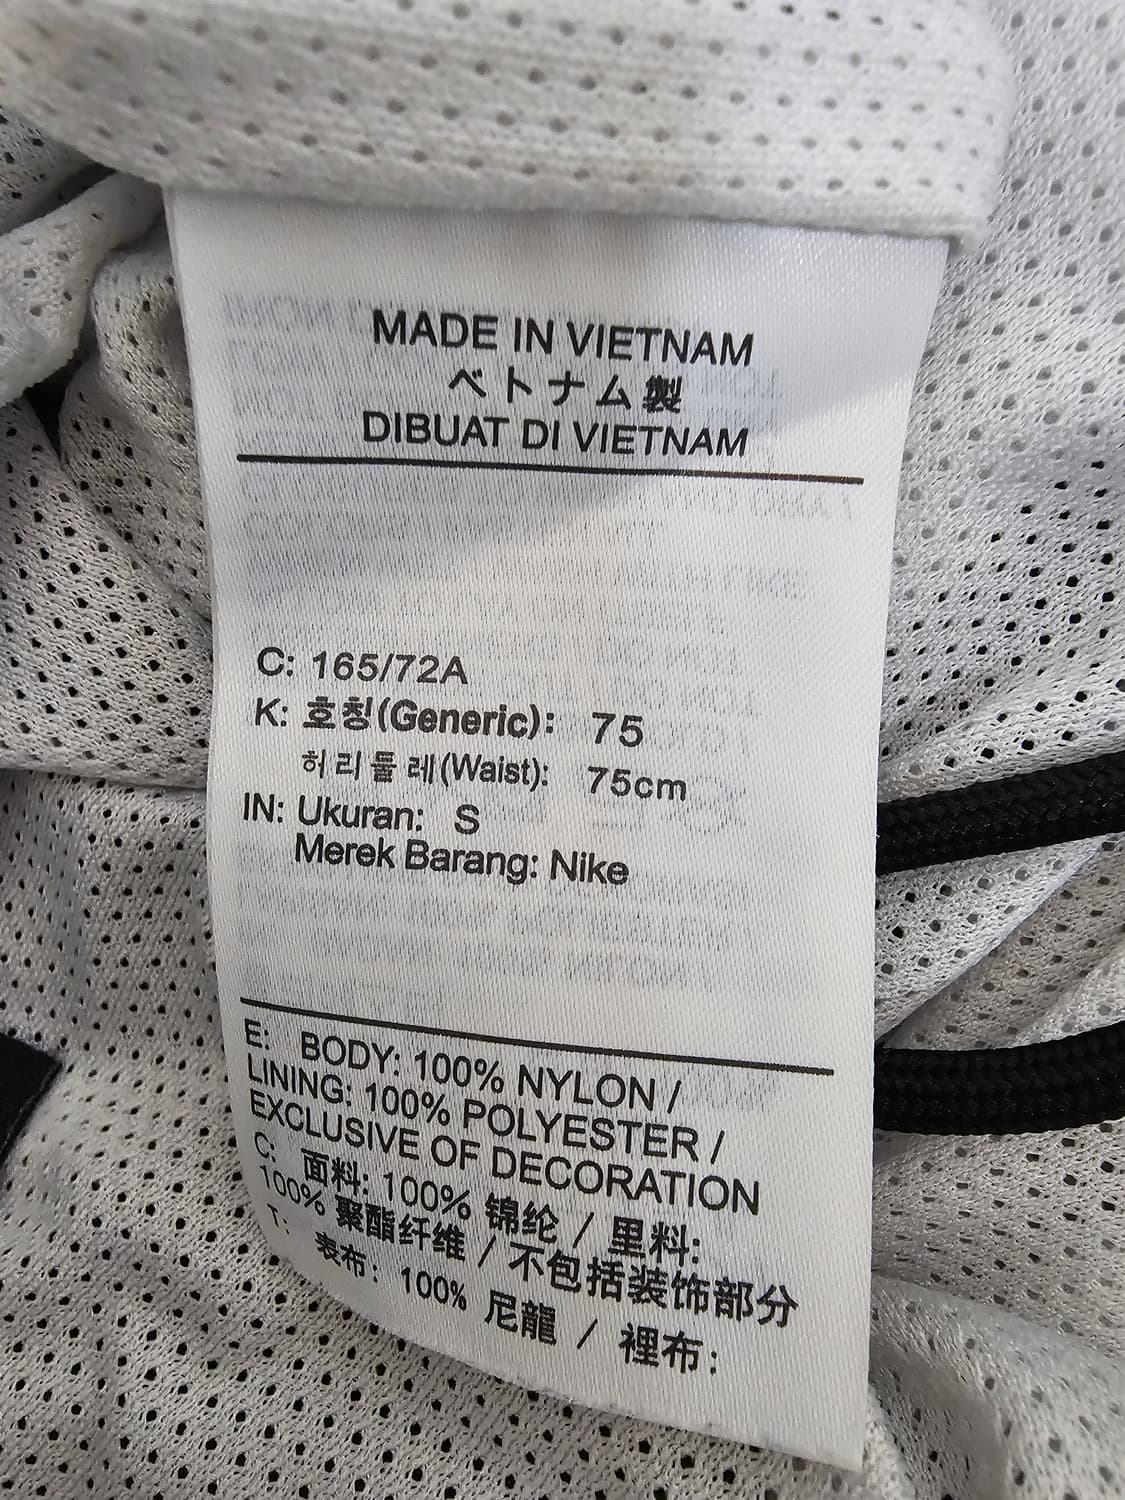 MADE IN VIETNAM
ベトナム製
DIBUAT DI VIETNAM
C: 165/72A
K: 호칭(Generic): 75
허리둘레(Waist): 75cm
IN: Ukuran: S
Merek Barang: Nike
E: BODY: 100% NYLON /
LINING: 100% POLYESTER /
EXCLUSIVE OF DECORATION
C: 面料: 100% 锦纶 / 里料:
100% 聚酯纤维 / 不包括装饰部分
T: 表布: 100% 尼龍 / 裡布: